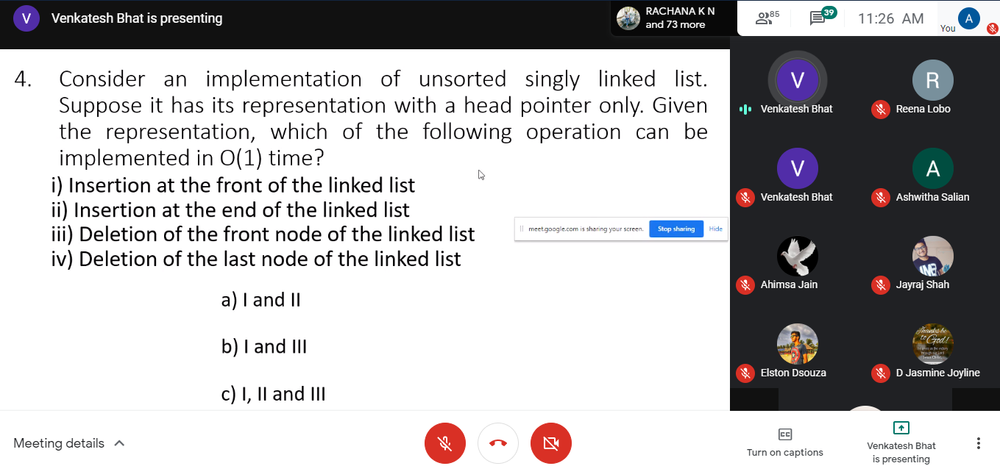 V
Venkatesh Bhat is presenting
RACHANA K N
and 73 more
85
39
11:26 AM
You
A
4. Consider an implementation of unsorted singly linked list.
Suppose it has its representation with a head pointer only. Given
the representation, which of the following operation can be
implemented in O(1) time?
i) Insertion at the front of the linked list
ii) Insertion at the end of the linked list
iii) Deletion of the front node of the linked list
iv) Deletion of the last node of the linked list
a) I and II
b) I and III
c) I, II and III
meet.google.com is sharing your screen.
Stop sharing
Hide
V
Venkatesh Bhat
R
Reena Lobo
V
Venkatesh Bhat
A
Ashwitha Salian
Ahimsa Jain
Jayraj Shah
Elston Dsouza
Thanks be
to God!
D Jasmine Joyline
Meeting details
CC
Turn on captions
Venkatesh Bhat
is presenting